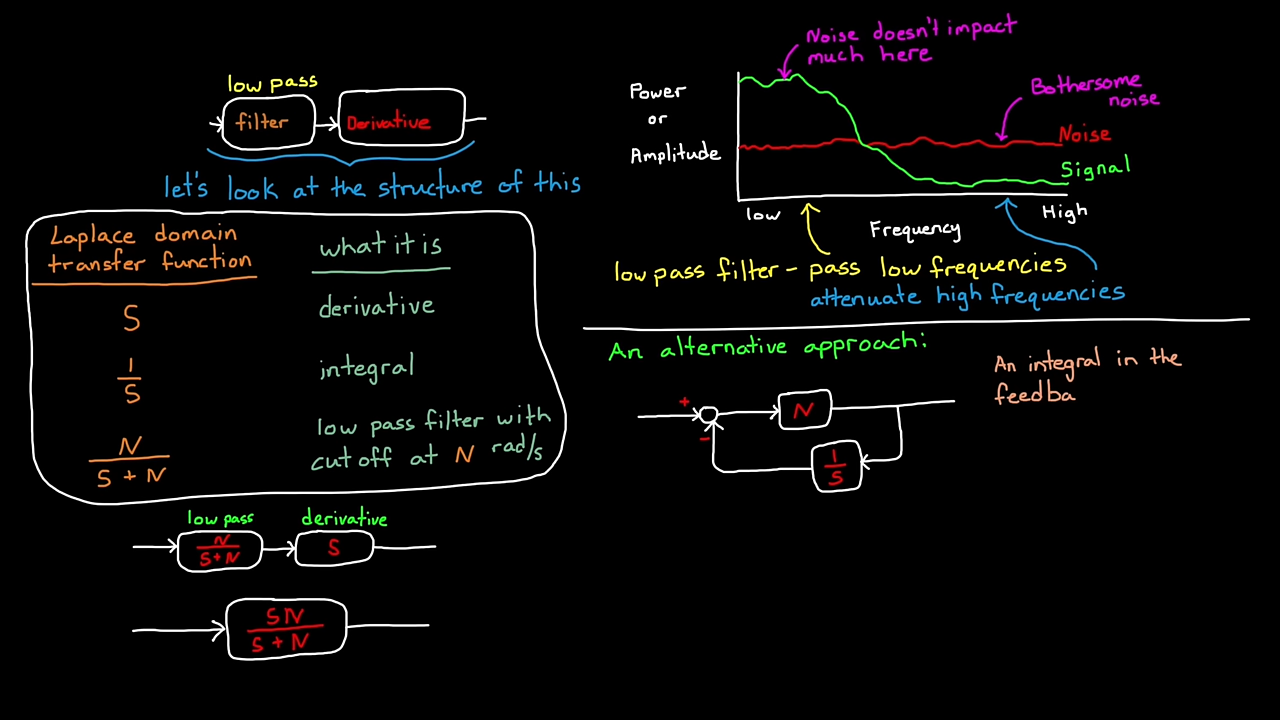 low pass
filter
Derivative
let's look at the structure of this
Laplace domain
transfer function
what it is
S
derivative
1
S
integral
N
S + N
low pass filter with
cut off at N rad/s
low pass
derivative
N
S+N
S
SN
S + N
Noise doesn't impact
much here
Power
or
Amplitude
Bothersome
noise
Noise
Signal
low
High
Frequency
low pass filter - pass low frequencies
attenuate high frequencies
An alternative approach:
An integral in the
feedba
+
N
-
1
S